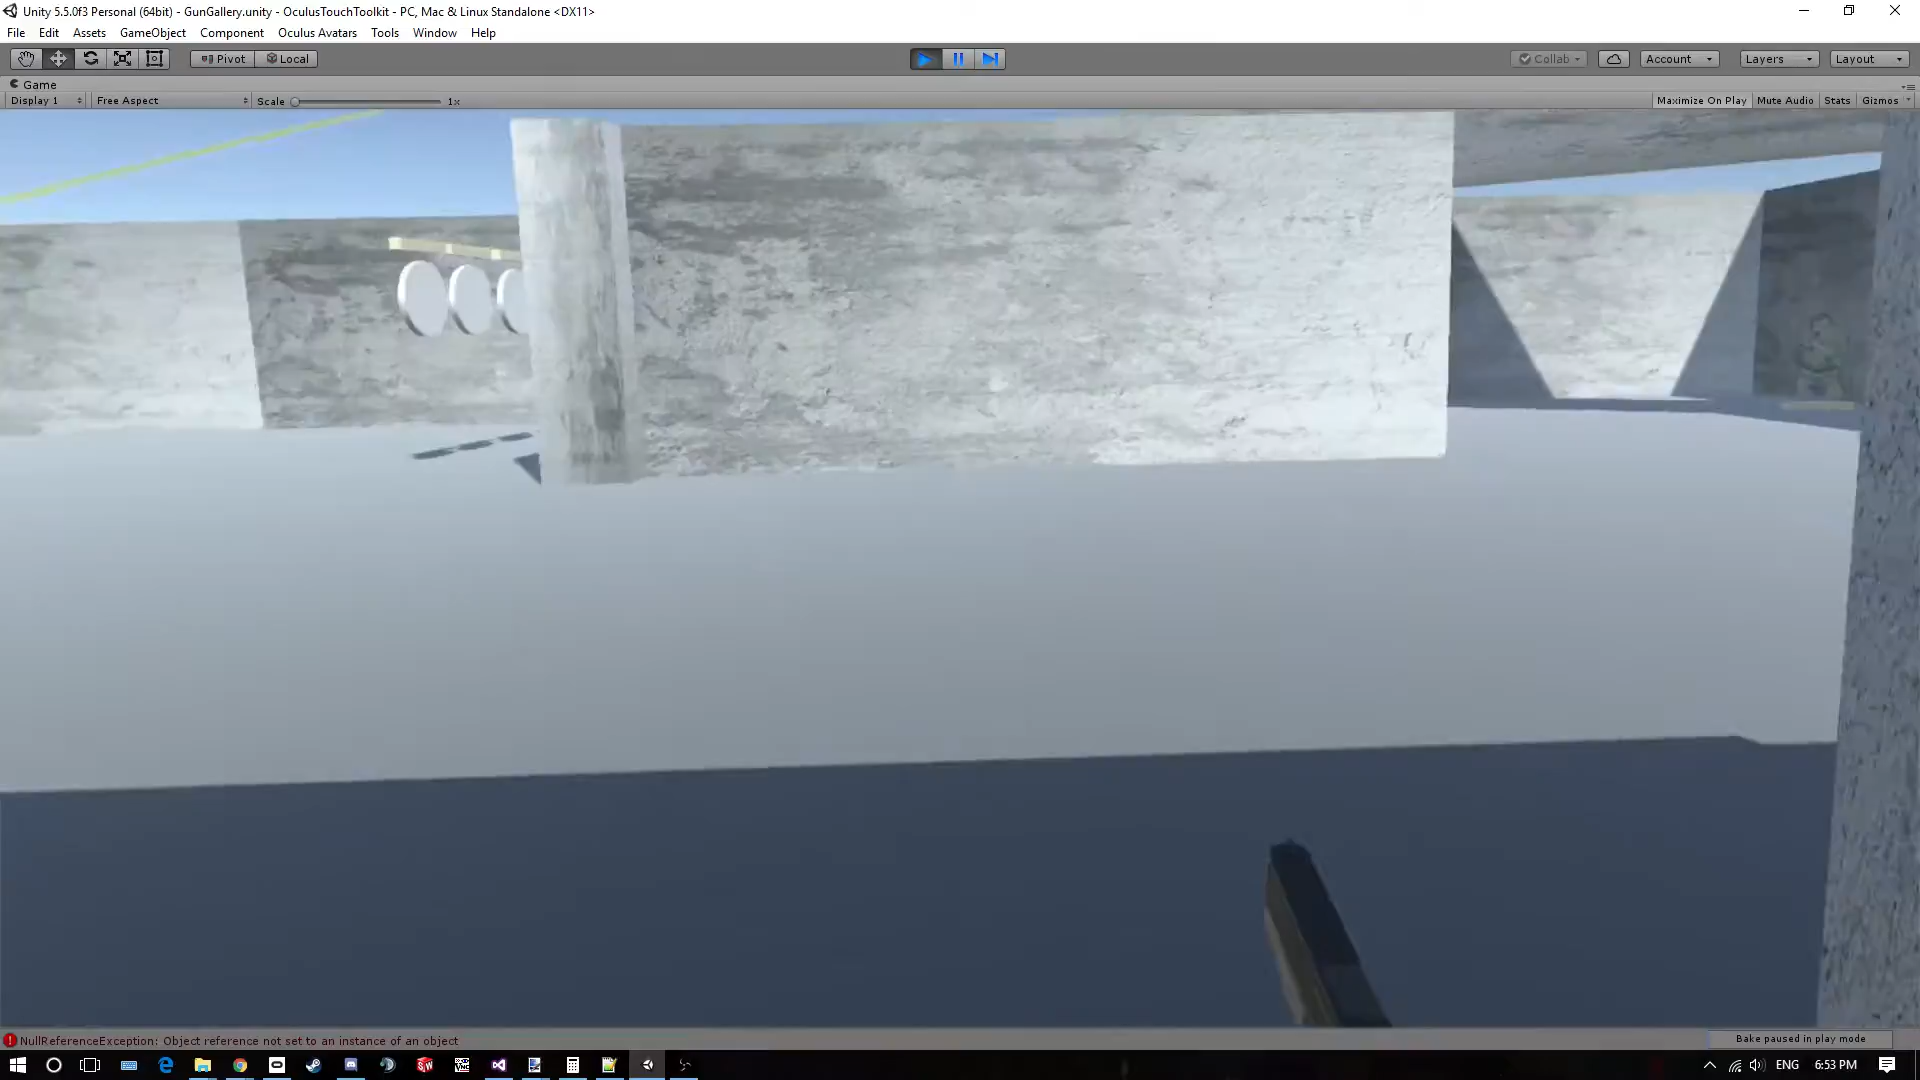 Unity 5.5.0f3 Personal (64bit) - GunGallery.unity - OculusTouchToolkit - PC, Mac & Linux Standalone <DX11>
File Edit Assets GameObject Component Oculus Avatars Tools Window Help
Pivot Local Collab Account Layers Layout
Game
Display 1 Free Aspect Scale 1x Maximize On Play Mute Audio Stats Gizmos
NullReferenceException: Object reference not set to an instance of an object
Bake paused in play mode
ENG 6:53 PM